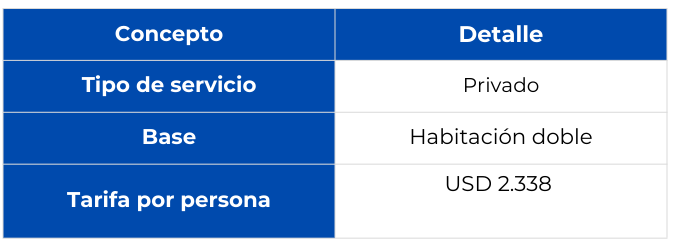 Concepto Detalle
Tipo de servicio Privado
Base Habitación doble
Tarifa por persona USD 2.338